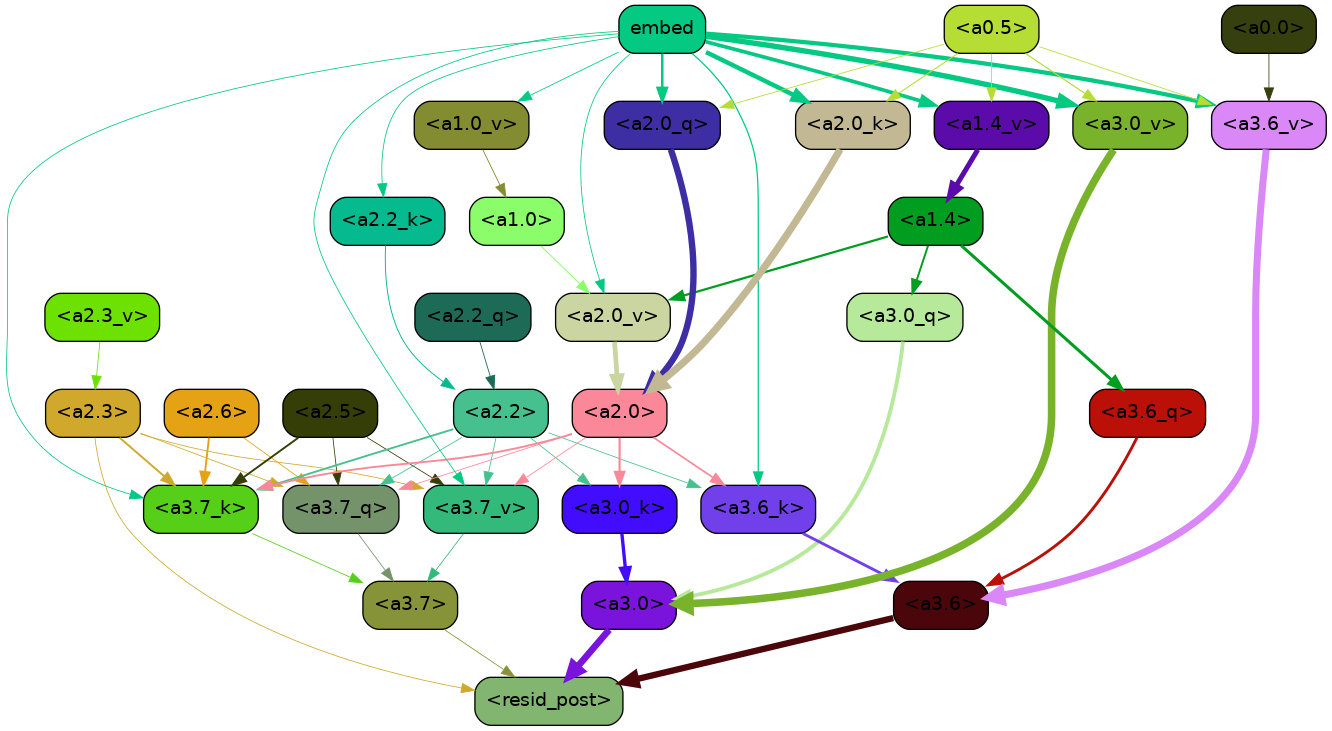 embed
<a0.5>
<a0.0>
<a1.0_v>
<a2.0_q>
<a2.0_k>
<a1.4_v>
<a3.0_v>
<a3.6_v>
<a2.2_k>
<a1.0>
<a1.4>
<a2.3_v>
<a2.2_q>
<a2.0_v>
<a3.0_q>
<a2.3>
<a2.6>
<a2.5>
<a2.2>
<a2.0>
<a3.6_q>
<a3.7_k>
<a3.7_q>
<a3.7_v>
<a3.0_k>
<a3.6_k>
<a3.7>
<a3.0>
<a3.6>
<resid_post>